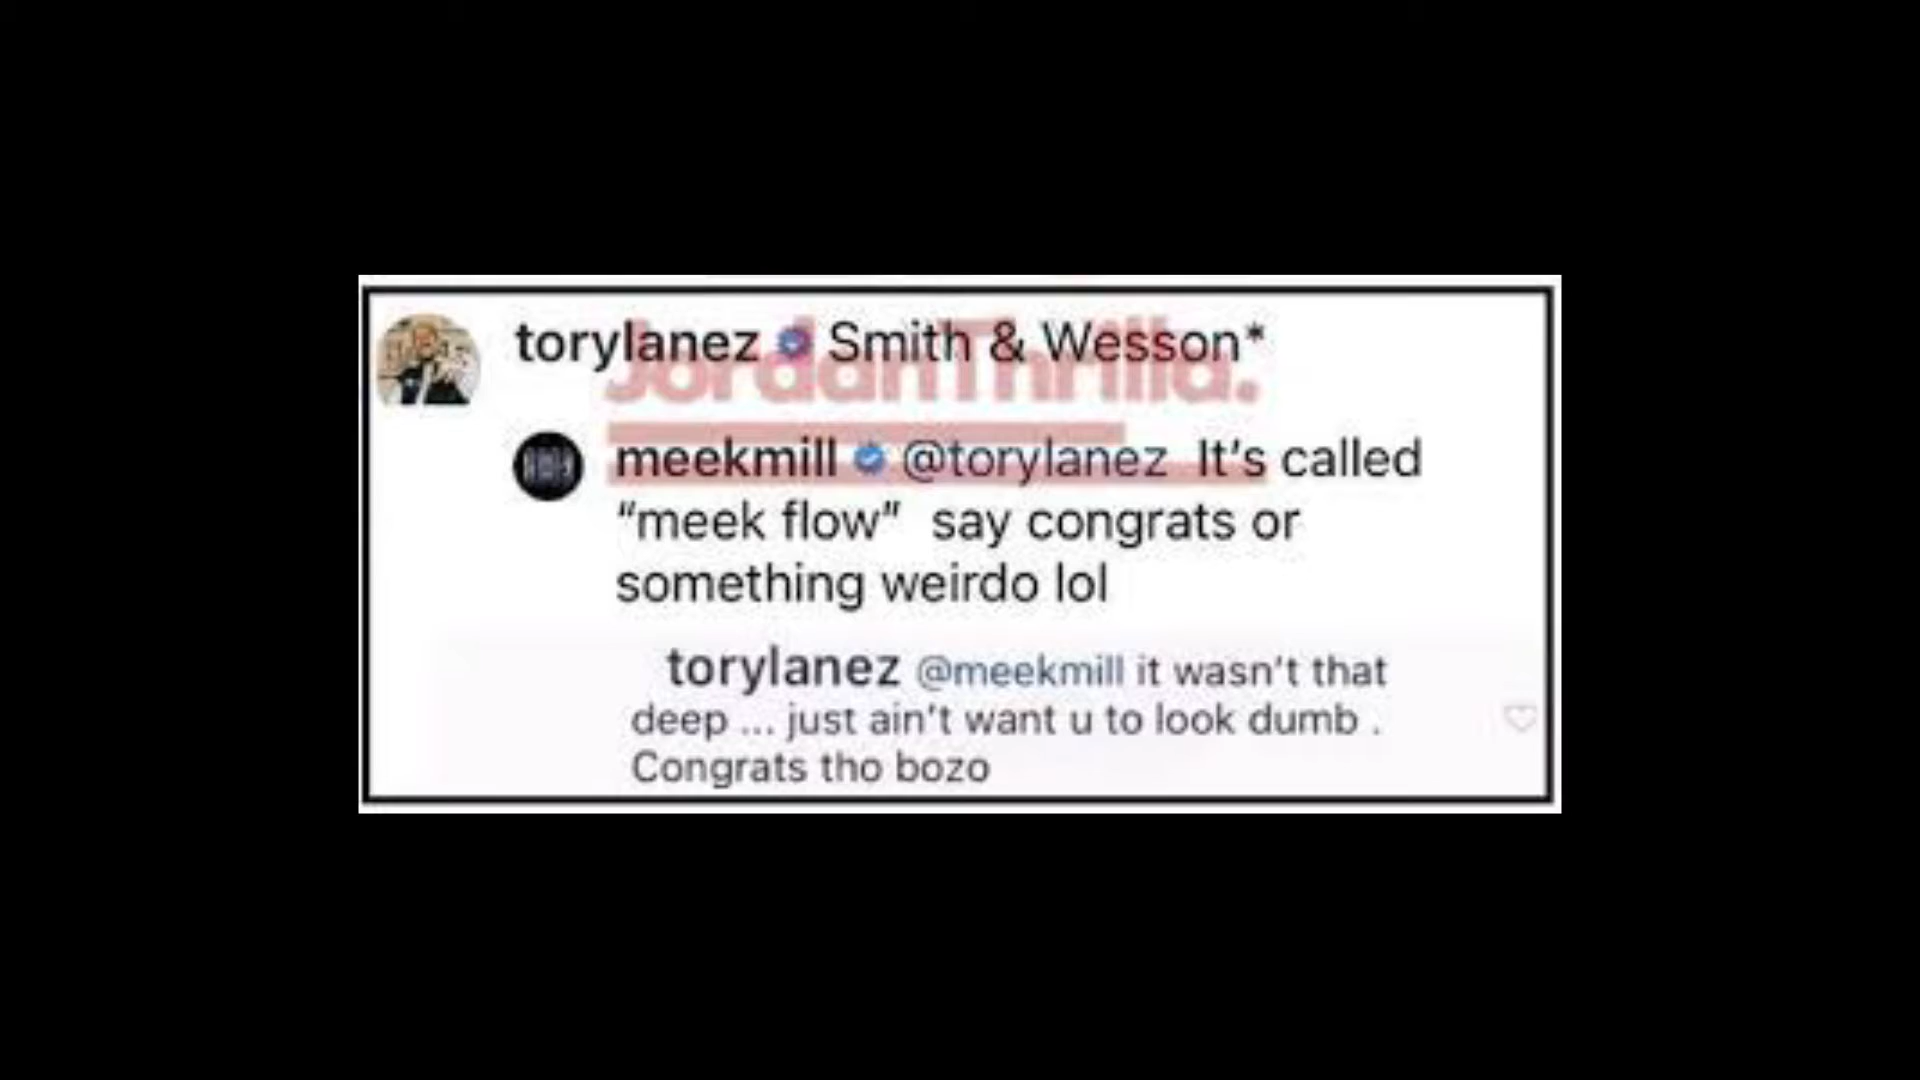 torylanez Smith & Wesson*
JordanThrilla.
meekmill @torylanez It's called
“meek flow” say congrats or
something weirdo lol
torylanez @meekmill it wasn't that
deep ... just ain't want u to look dumb .
Congrats tho bozo